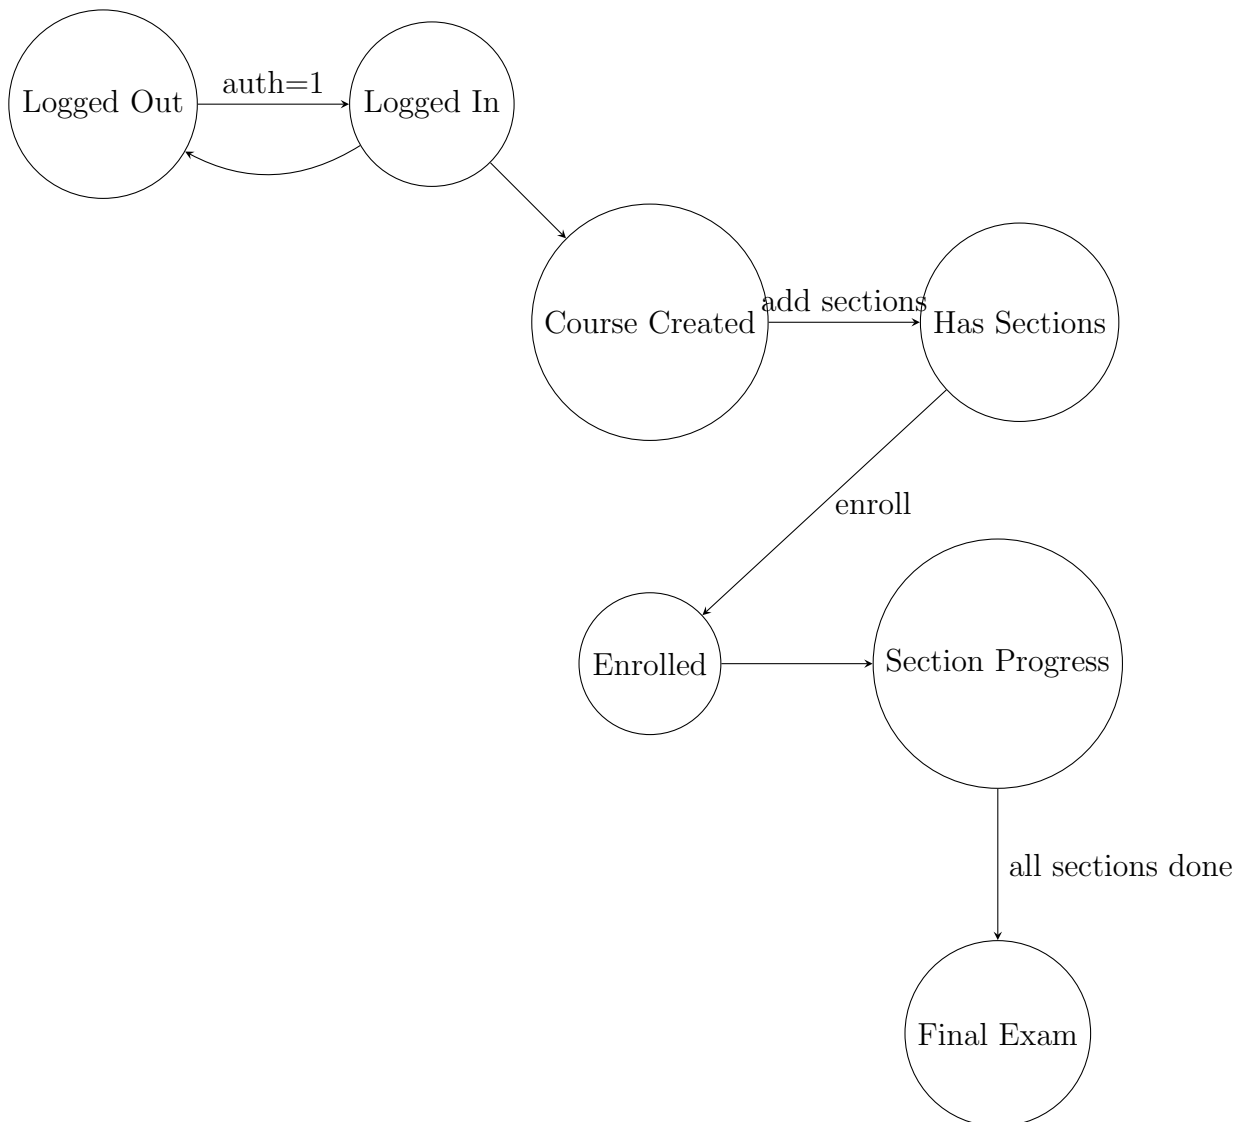 Logged Out
auth=1
Logged In
Course Created
add sections
Has Sections
enroll
Enrolled
Section Progress
all sections done
Final Exam